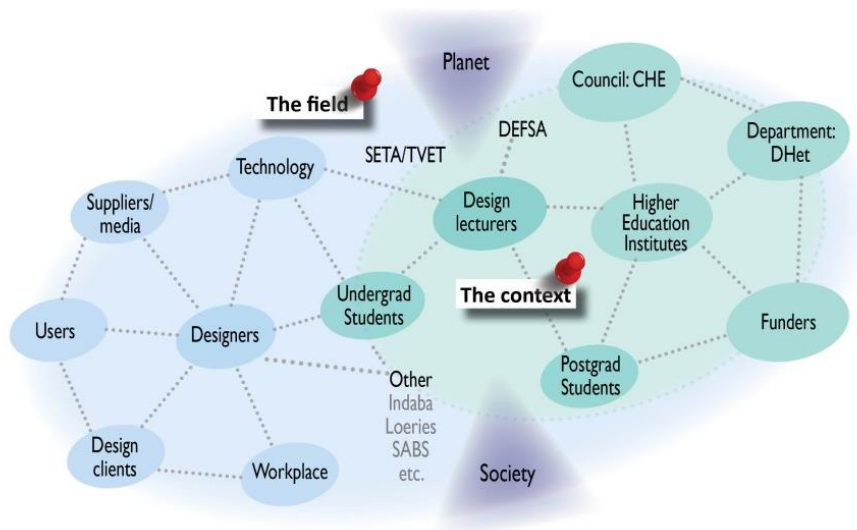 Planet
Council: CHE
The field
DEFSA
Department:
DHet
SETA/TVET
Technology
Suppliers/
media
Design
lecturers
Higher
Education
Institutes
The context
Undergrad
Students
Users
Designers
Funders
Other
Indaba
Loeries
SABS
etc.
Postgrad
Students
Design
clients
Workplace
Society